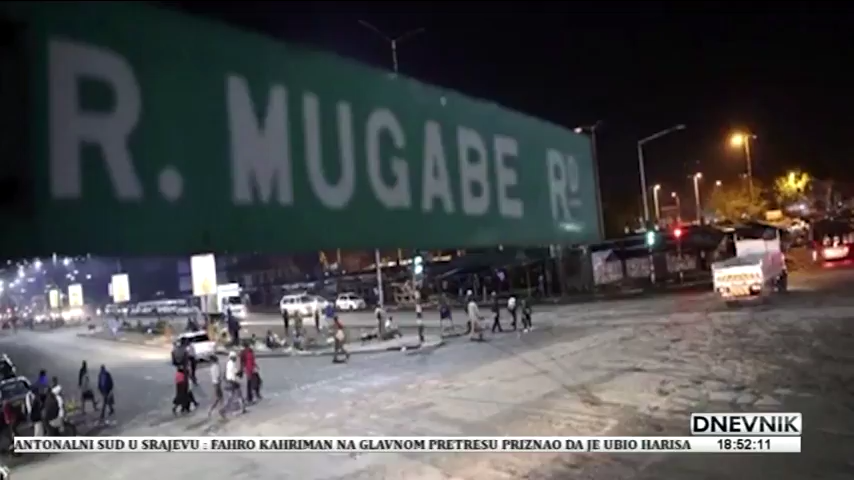 R. MUGABE RD
DNEVNIK
ANTONALNI SUD U SRAJEVU : FAHRO KAHRIMAN NA GLAVNOM PRETRESU PRIZNAO DA JE UBIO HARISA
18:52:11